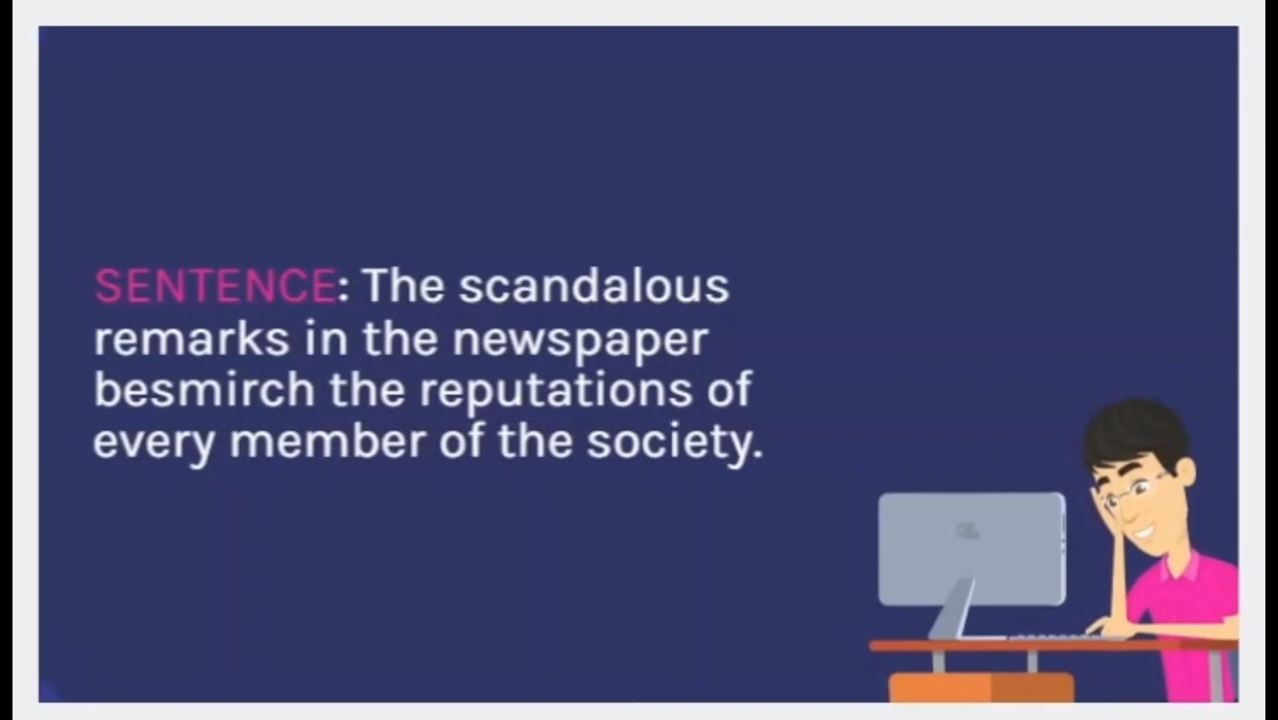 SENTENCE: The scandalous
remarks in the newspaper
besmirch the reputations of
every member of the society.